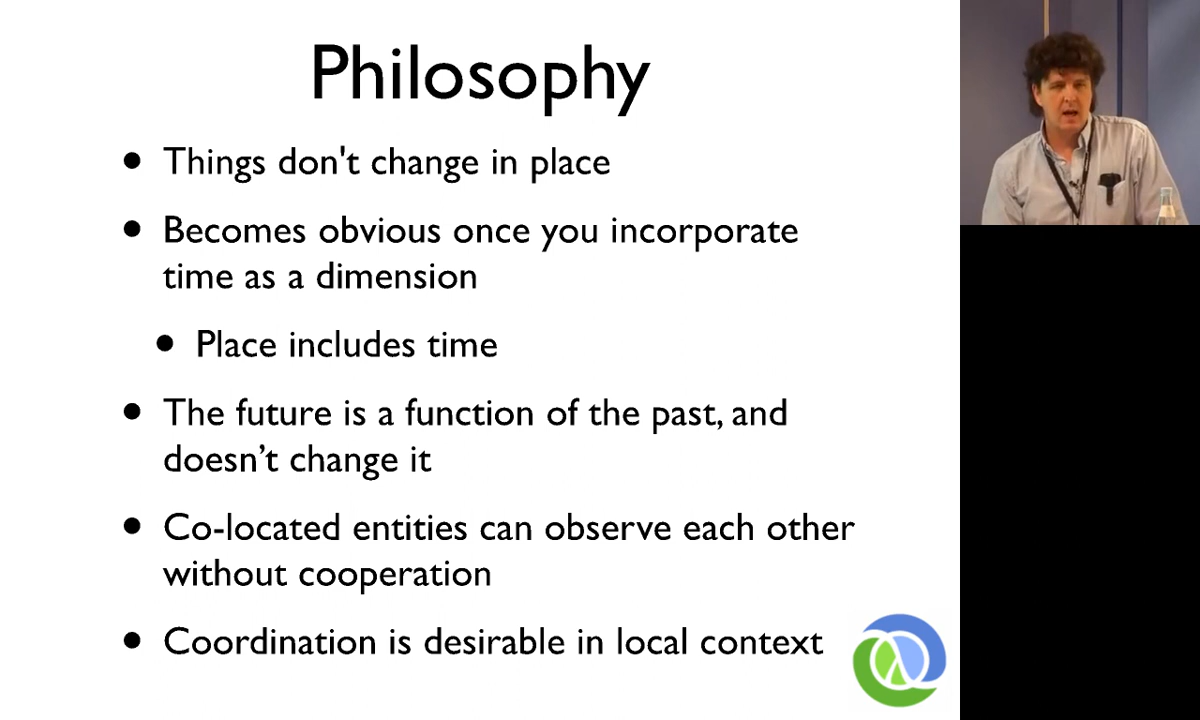 Philosophy
• Things don't change in place
• Becomes obvious once you incorporate
time as a dimension
• Place includes time
• The future is a function of the past, and
doesn’t change it
• Co-located entities can observe each other
without cooperation
• Coordination is desirable in local context